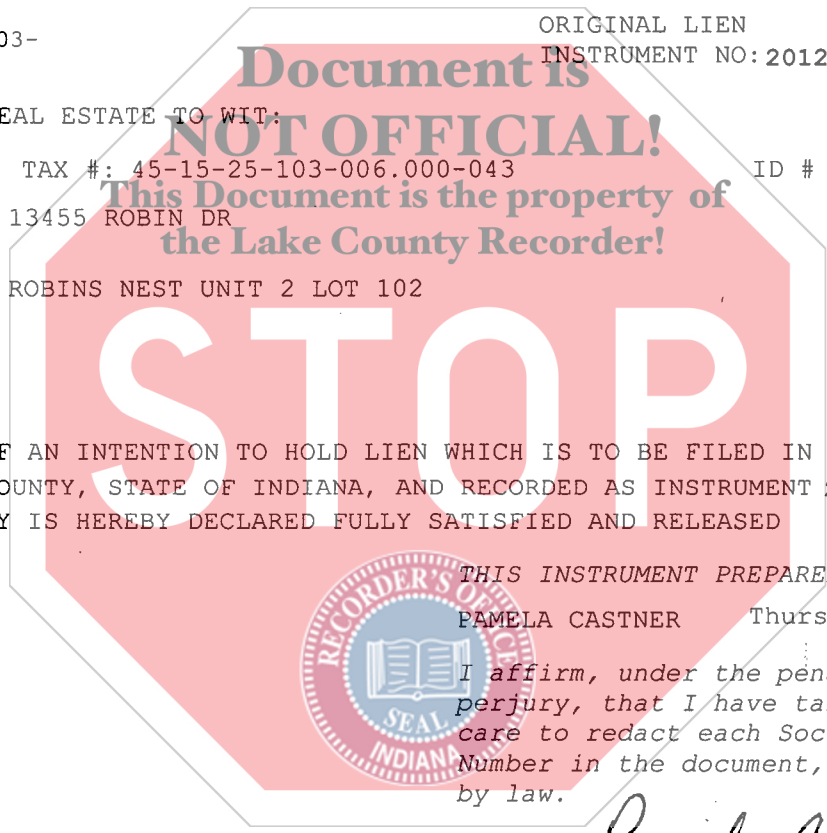 03-
ORIGINAL LIEN
INSTRUMENT NO: 2012
Document is
NOT OFFICIAL!
This Document is the property of
the Lake County Recorder!
EAL ESTATE TO WIT:
TAX #: 45-15-25-103-006.000-043 ID #
13455 ROBIN DR
ROBINS NEST UNIT 2 LOT 102
STOP
F AN INTENTION TO HOLD LIEN WHICH IS TO BE FILED IN
OUNTY, STATE OF INDIANA, AND RECORDED AS INSTRUMENT
Y IS HEREBY DECLARED FULLY SATISFIED AND RELEASED
RECORDER'S OFFICE
SEAL
INDIANA
THIS INSTRUMENT PREPARE
PAMELA CASTNER Thurs
I affirm, under the pen
perjury, that I have ta
care to redact each Soc
Number in the document,
by law.